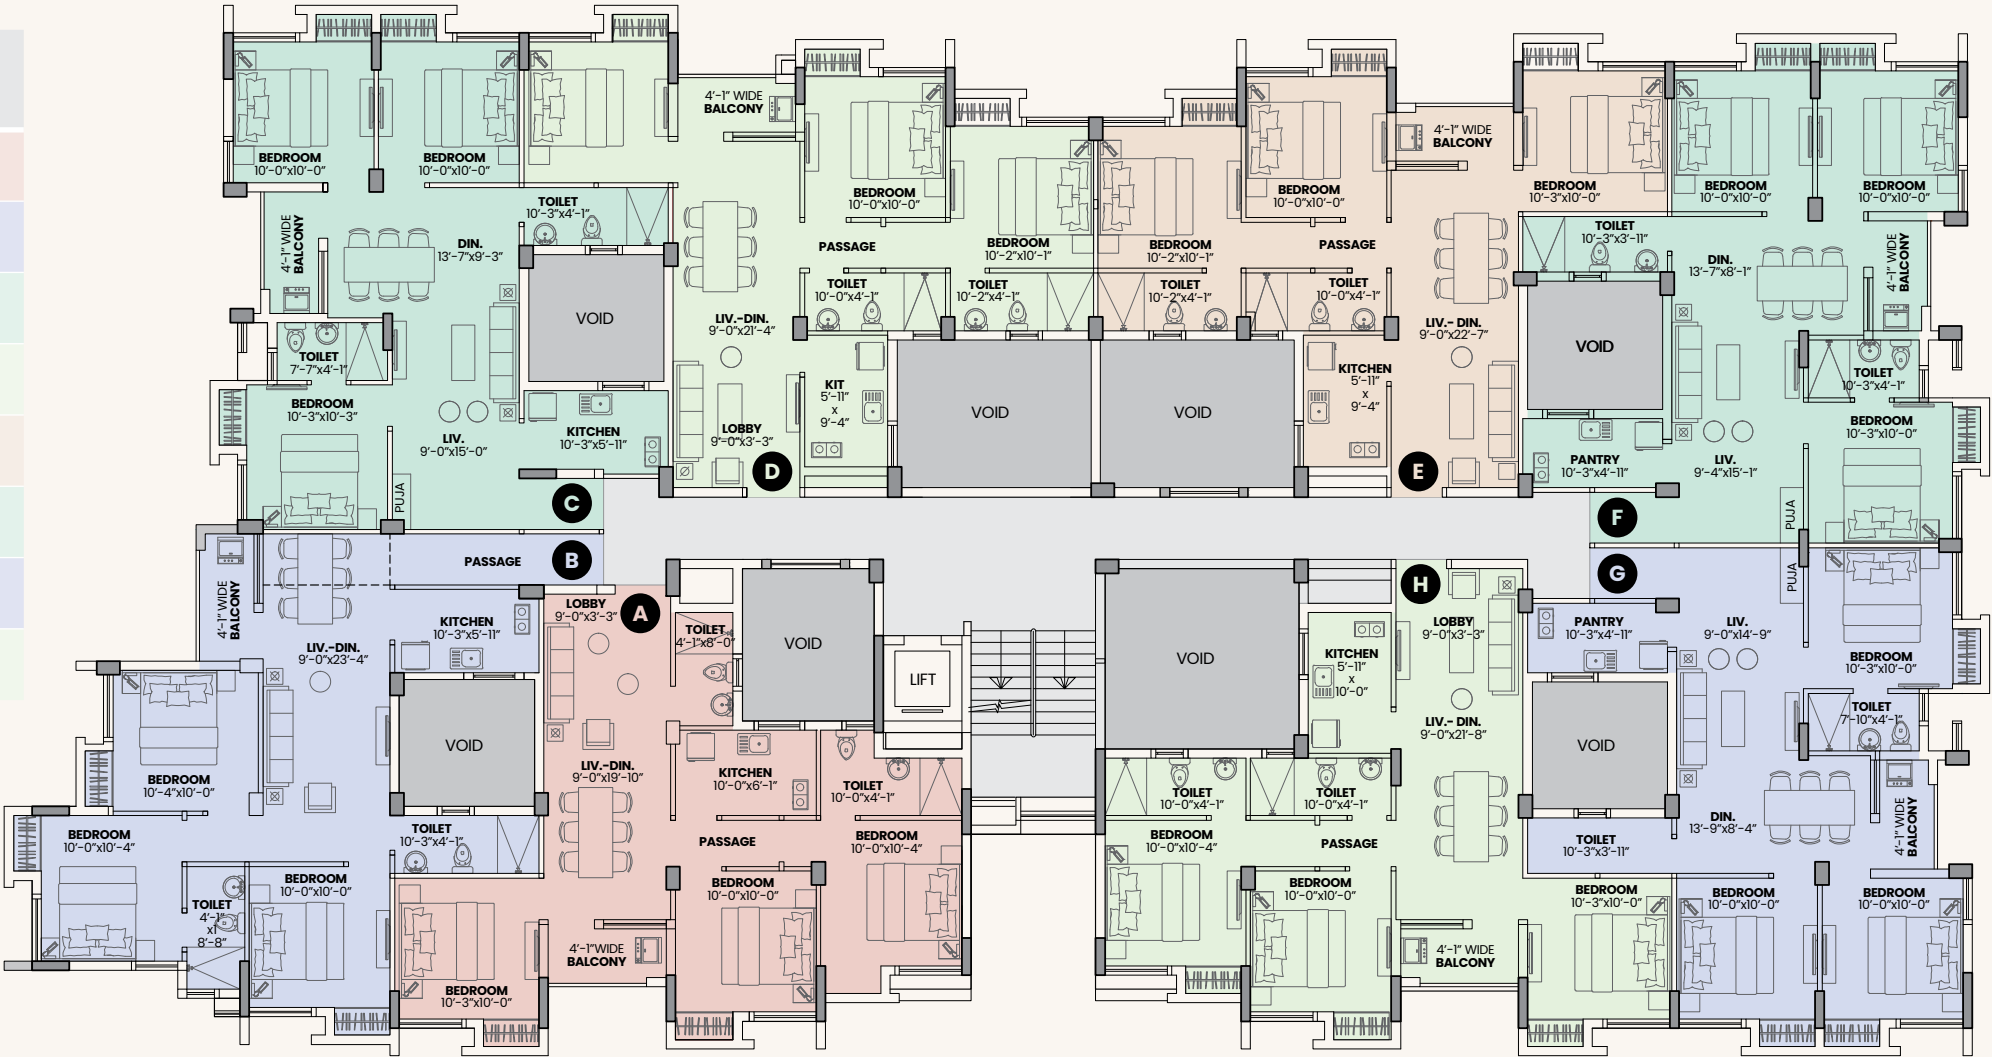 BEDROOM
10'-0"x10'-0"
BEDROOM
10'-0"x10'-0"
4'-1" WIDE
BALCONY
DIN.
13'-7"x9'-3"
TOILET
10'-3"x4'-1"
VOID
TOILET
7'-7"x4'-1"
BEDROOM
10'-3"x10'-3"
LIV.
9'-0"x15'-0"
KITCHEN
10'-3"x5'-11"
PUJA
C
4'-1" WIDE
BALCONY
BEDROOM
10'-0"x10'-0"
PASSAGE
BEDROOM
10'-2"x10'-1"
TOILET
10'-0"x4'-1"
TOILET
10'-2"x4'-1"
LIV.-DIN.
9'-0"x21'-4"
KIT
5'-11"
x
9'-4"
LOBBY
9'-0"x3'-3"
D
VOID
VOID
BEDROOM
10'-0"x10'-0"
4'-1" WIDE
BALCONY
BEDROOM
10'-2"x10'-1"
PASSAGE
TOILET
10'-2"x4'-1"
TOILET
10'-0"x4'-1"
LIV.- DIN.
9'-0"x22'-7"
KITCHEN
5'-11"
x
9'-4"
E
BEDROOM
10'-3"x10'-0"
BEDROOM
10'-0"x10'-0"
BEDROOM
10'-0"x10'-0"
TOILET
10'-3"x3'-11"
DIN.
13'-7"x8'-1"
4'-1" WIDE
BALCONY
VOID
TOILET
10'-3"x4'-1"
BEDROOM
10'-3"x10'-0"
PANTRY
10'-3"x4'-11"
LIV.
9'-4"x15'-1"
PUJA
F
PASSAGE
B
4'-1" WIDE
BALCONY
KITCHEN
10'-3"x5'-11"
LIV.-DIN.
9'-0"x23'-4"
VOID
BEDROOM
10'-4"x10'-0"
BEDROOM
10'-0"x10'-4"
TOILET
10'-3"x4'-1"
BEDROOM
10'-0"x10'-0"
TOILET
4'-1"
x1
8'-8"
LOBBY
9'-0"x3'-3"
A
TOILET
4'-1"x8'-0"
VOID
LIFT
LIV.-DIN.
9'-0"x19'-10"
KITCHEN
10'-0"x6'-1"
TOILET
10'-0"x4'-1"
PASSAGE
BEDROOM
10'-0"x10'-4"
BEDROOM
10'-0"x10'-0"
4'-1"WIDE
BALCONY
BEDROOM
10'-3"x10'-0"
VOID
H
LOBBY
9'-0"x3'-3"
KITCHEN
5'-11"
x
10'-0"
LIV.- DIN.
9'-0"x21'-8"
TOILET
10'-0"x4'-1"
TOILET
10'-0"x4'-1"
BEDROOM
10'-0"x10'-4"
PASSAGE
BEDROOM
10'-0"x10'-0"
4'-1" WIDE
BALCONY
BEDROOM
10'-3"x10'-0"
G
PUJA
PANTRY
10'-3"x4'-11"
LIV.
9'-0"x14'-9"
BEDROOM
10'-3"x10'-0"
TOILET
7'-10"x4'-1"
VOID
DIN.
13'-9"x8'-4"
4'-1" WIDE
BALCONY
TOILET
10'-3"x3'-11"
BEDROOM
10'-0"x10'-0"
BEDROOM
10'-0"x10'-0"